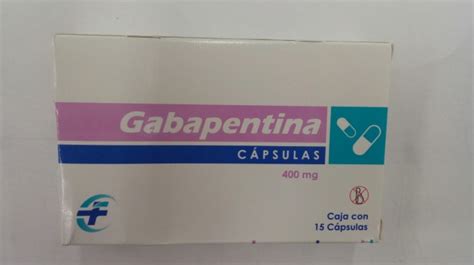 Gabapentina
CÁPSULAS
400 mg
Caja con
15 Cápsulas